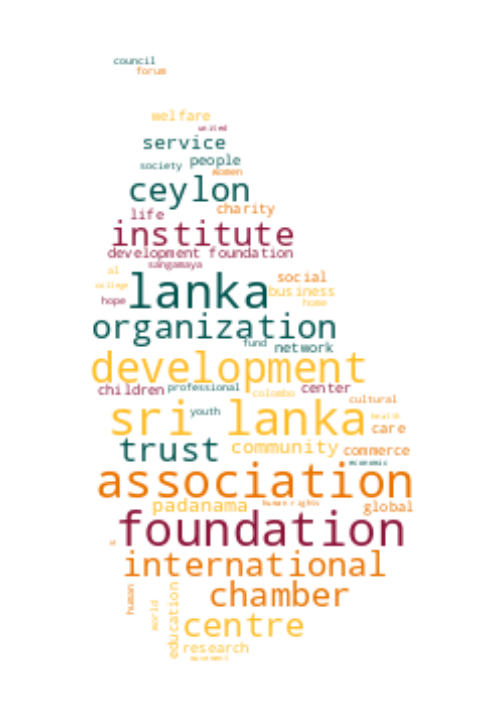 council
forum
welfare
united
service
society people
women
ceylon
life charity
institute
development foundation
sangamaya
al social
college lanka business
hope home
organization
fund network
development
children professional center
colombo cultural
sri lanka
youth health
care
trust community commerce
economic
association
padanama human rights global
foundation
international
human chamber
world education centre
research
movement